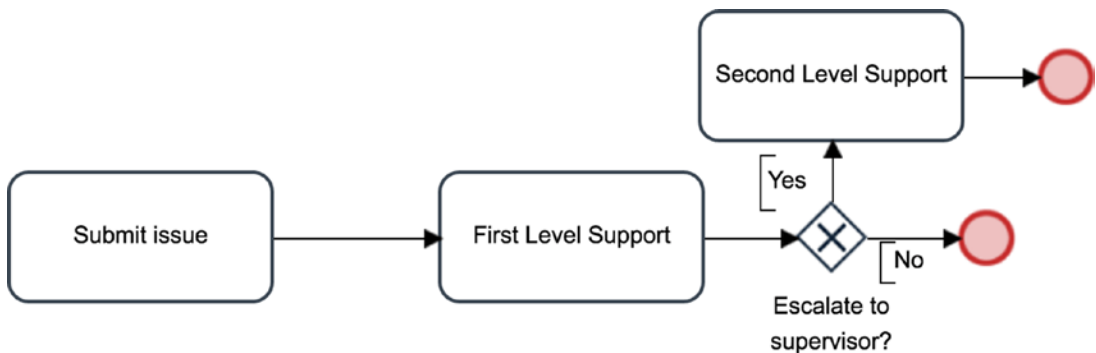 Second Level Support
Yes
Submit issue
First Level Support
No
Escalate to
supervisor?